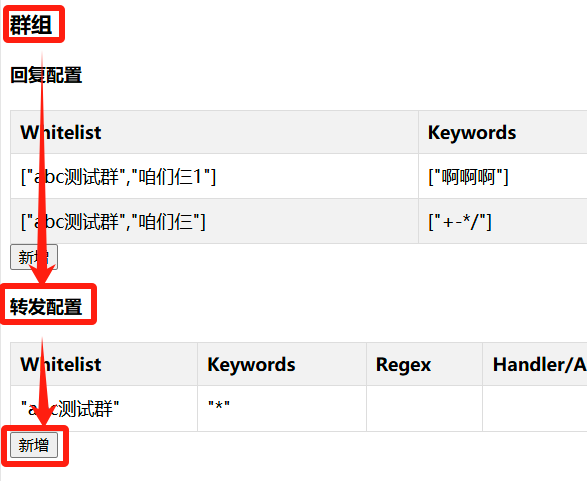 群组
回复配置
Whitelist Keywords
["abc测试群","咱们仨1"] ["啊啊啊"]
["abc测试群","咱们仨"] ["+-*/"]
新增
转发配置
Whitelist Keywords Regex Handler/A
"abc测试群" "*"
新增